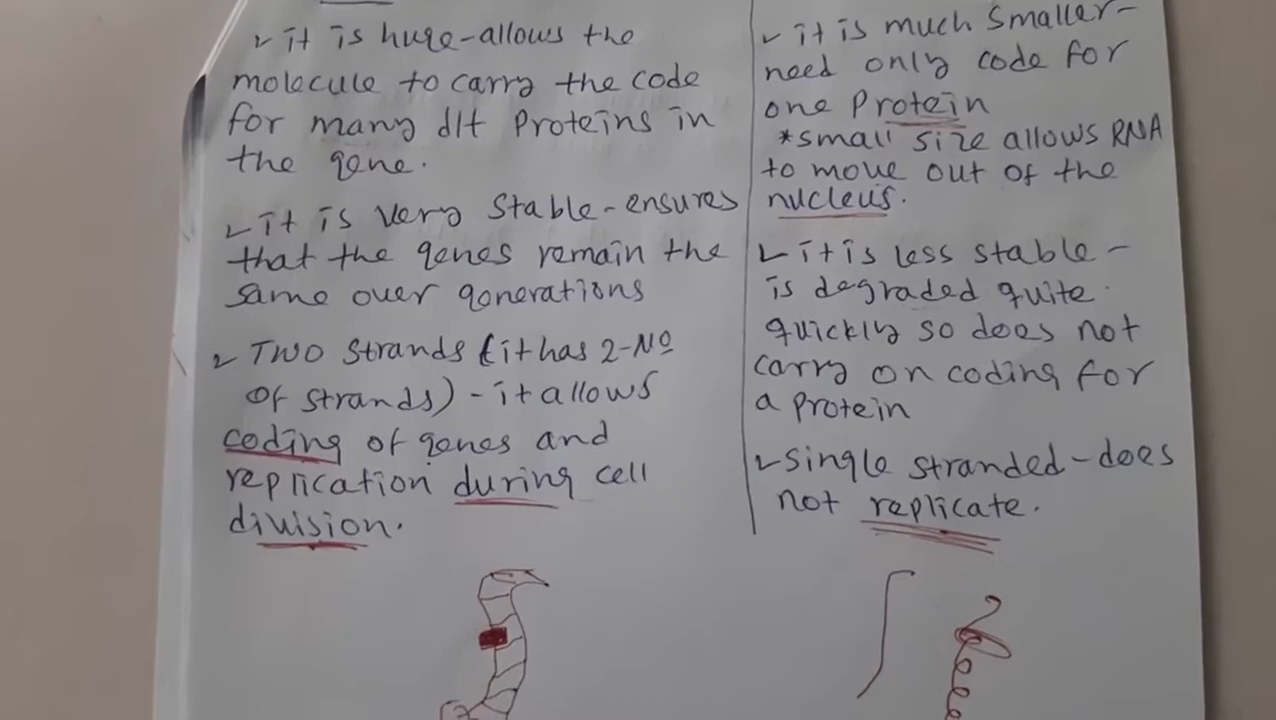 ✓ it is huge-allows the
molecule to carry the code
for many dlt Proteins in
the gene.
✓ it is very stable-ensures
that the genes remain the
same over generations
✓ Two strands (it has 2-No
of strands) - it allows
coding of genes and
replication during cell
division.
✓ it is much smaller-
need only code for
one Protein
*small size allows RNA
to move out of the
nucleus.
✓ it is less stable -
is degraded quite
quickly so does not
carry on coding for
a protein
✓ single stranded-does
not replicate.